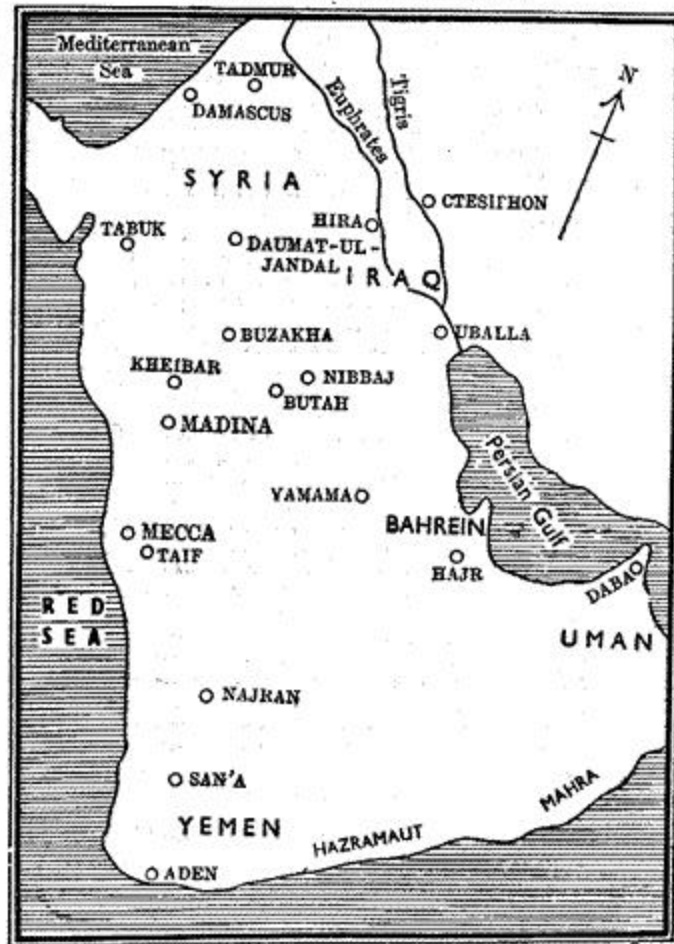 Mediterranean
Sea
TADMUR
DAMASCUS
Euphrates
Tigris
N
SYRIA
CTESIPHON
HIRA
TABUK
DAUMAT-UL-
JANDAL
IRAQ
BUZAKHA
UBALLA
KHEIBAR
NIBBAJ
BUTAH
MADINA
Persian Gulf
YAMAMA
MECCA
BAHREIN
TAIF
HAJR
DABA
RED
SEA
UMAN
NAJRAN
SAN'A
MAHRA
YEMEN
HAZRAMAUT
ADEN